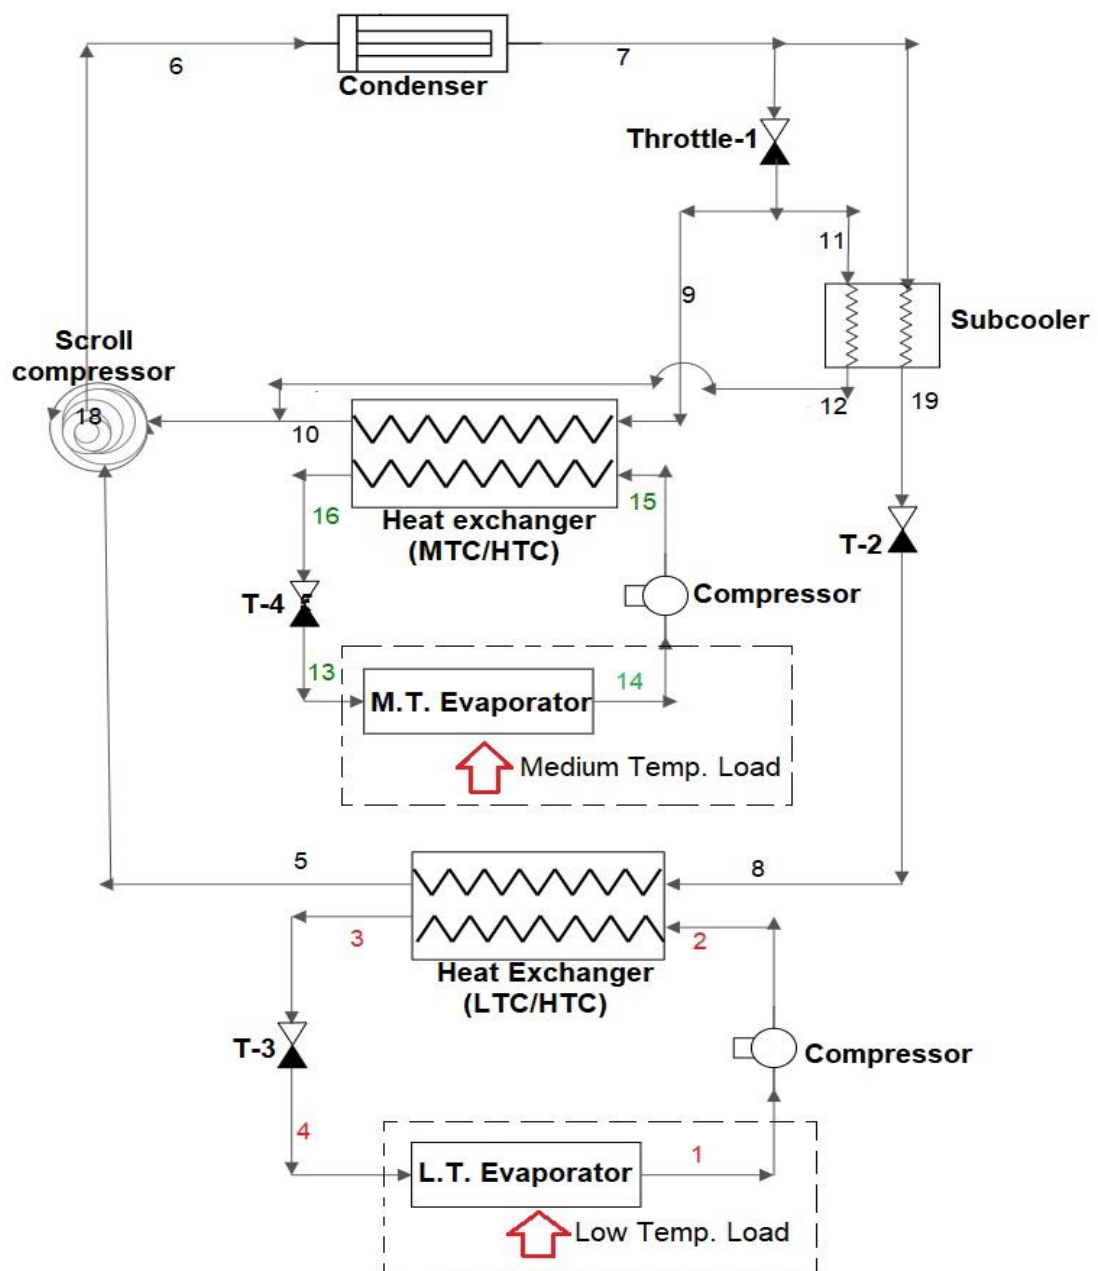 6
7
Condenser
Throttle-1
11
9
Subcooler
Scroll
compressor
18
12
19
10
16
15
Heat exchanger
(MTC/HTC)
T-2
T-4
Compressor
13
14
M.T. Evaporator
Medium Temp. Load
5
8
3
2
Heat Exchanger
(LTC/HTC)
T-3
Compressor
4
1
L.T. Evaporator
Low Temp. Load